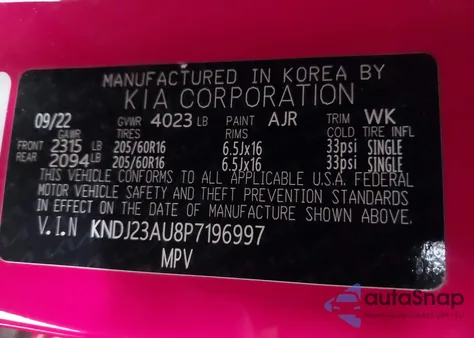 MANUFACTURED IN KOREA BY
KIA CORPORATION
09/22 GVWR 4023 LB PAINT AJR TRIM WK
GAWR TIRES RIMS COLD TIRE INFL
FRONT 2315 LB 205/60R16 6.5Jx16 33psi SINGLE
REAR 2094 LB 205/60R16 6.5Jx16 33psi SINGLE
THIS VEHICLE CONFORMS TO ALL APPLICABLE U.S.A. FEDERAL
MOTOR VEHICLE SAFETY AND THEFT PREVENTION STANDARDS
IN EFFECT ON THE DATE OF MANUFACTURE SHOWN ABOVE.
V.I.N KNDJ23AU8P7196997
MPV
autoSnap